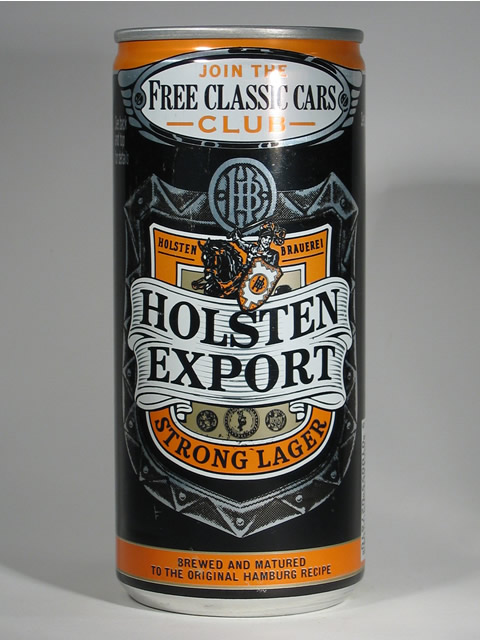 JOIN THE
FREE CLASSIC CARS
CLUB
HB
HOLSTEN BRAUEREI
HOLSTEN
EXPORT
STRONG LAGER
BREWED AND MATURED
TO THE ORIGINAL HAMBURG RECIPE